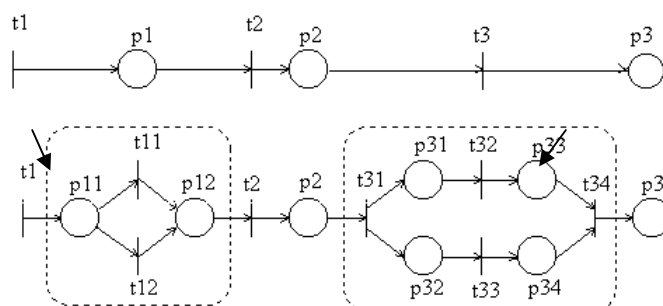 t1 p1 t2 p2 t3 p3
t11 p31 t32 p33
t1 p11 p12 t2 p2 t31 t34 p3
t12 p32 t33 p34